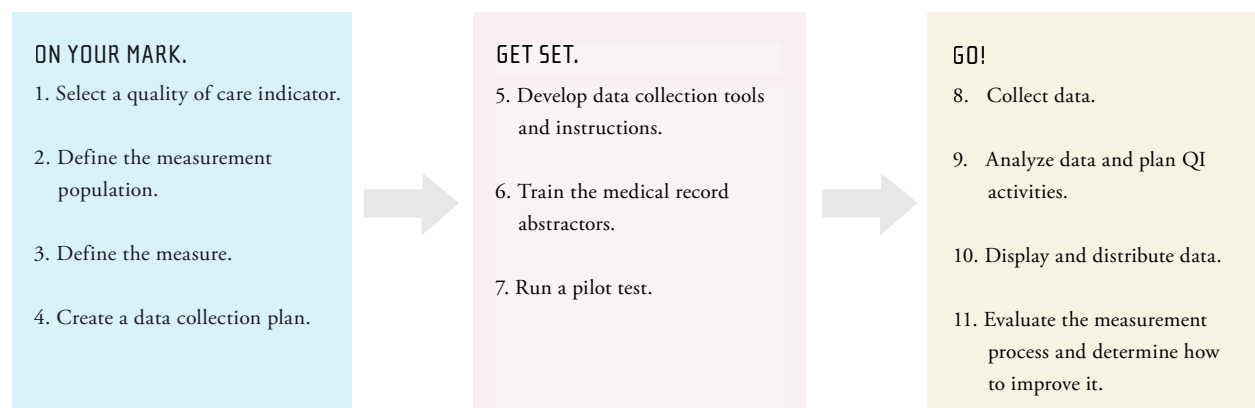 ON YOUR MARK.
1. Select a quality of care indicator.
2. Define the measurement
population.
3. Define the measure.
4. Create a data collection plan.
GET SET.
5. Develop data collection tools
and instructions.
6. Train the medical record
abstractors.
7. Run a pilot test.
GO!
8. Collect data.
9. Analyze data and plan QI
activities.
10. Display and distribute data.
11. Evaluate the measurement
process and determine how
to improve it.